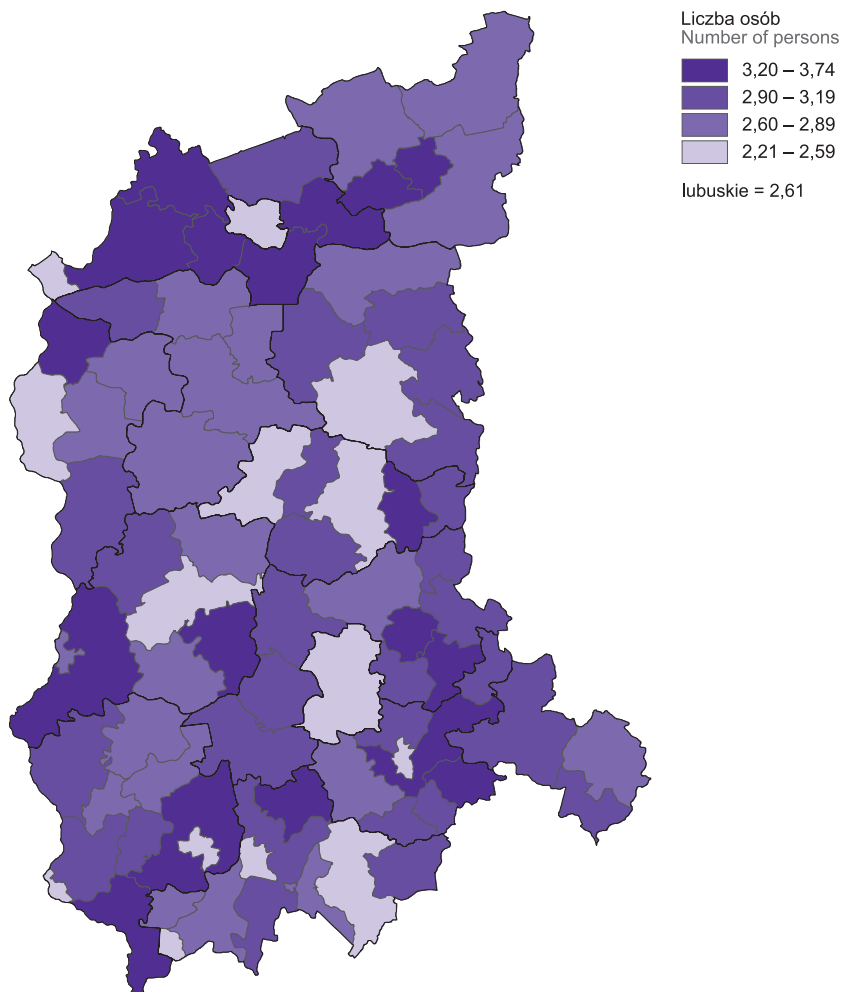 Liczba osób
Number of persons
3,20 – 3,74
2,90 – 3,19
2,60 – 2,89
2,21 – 2,59
lubuskie = 2,61